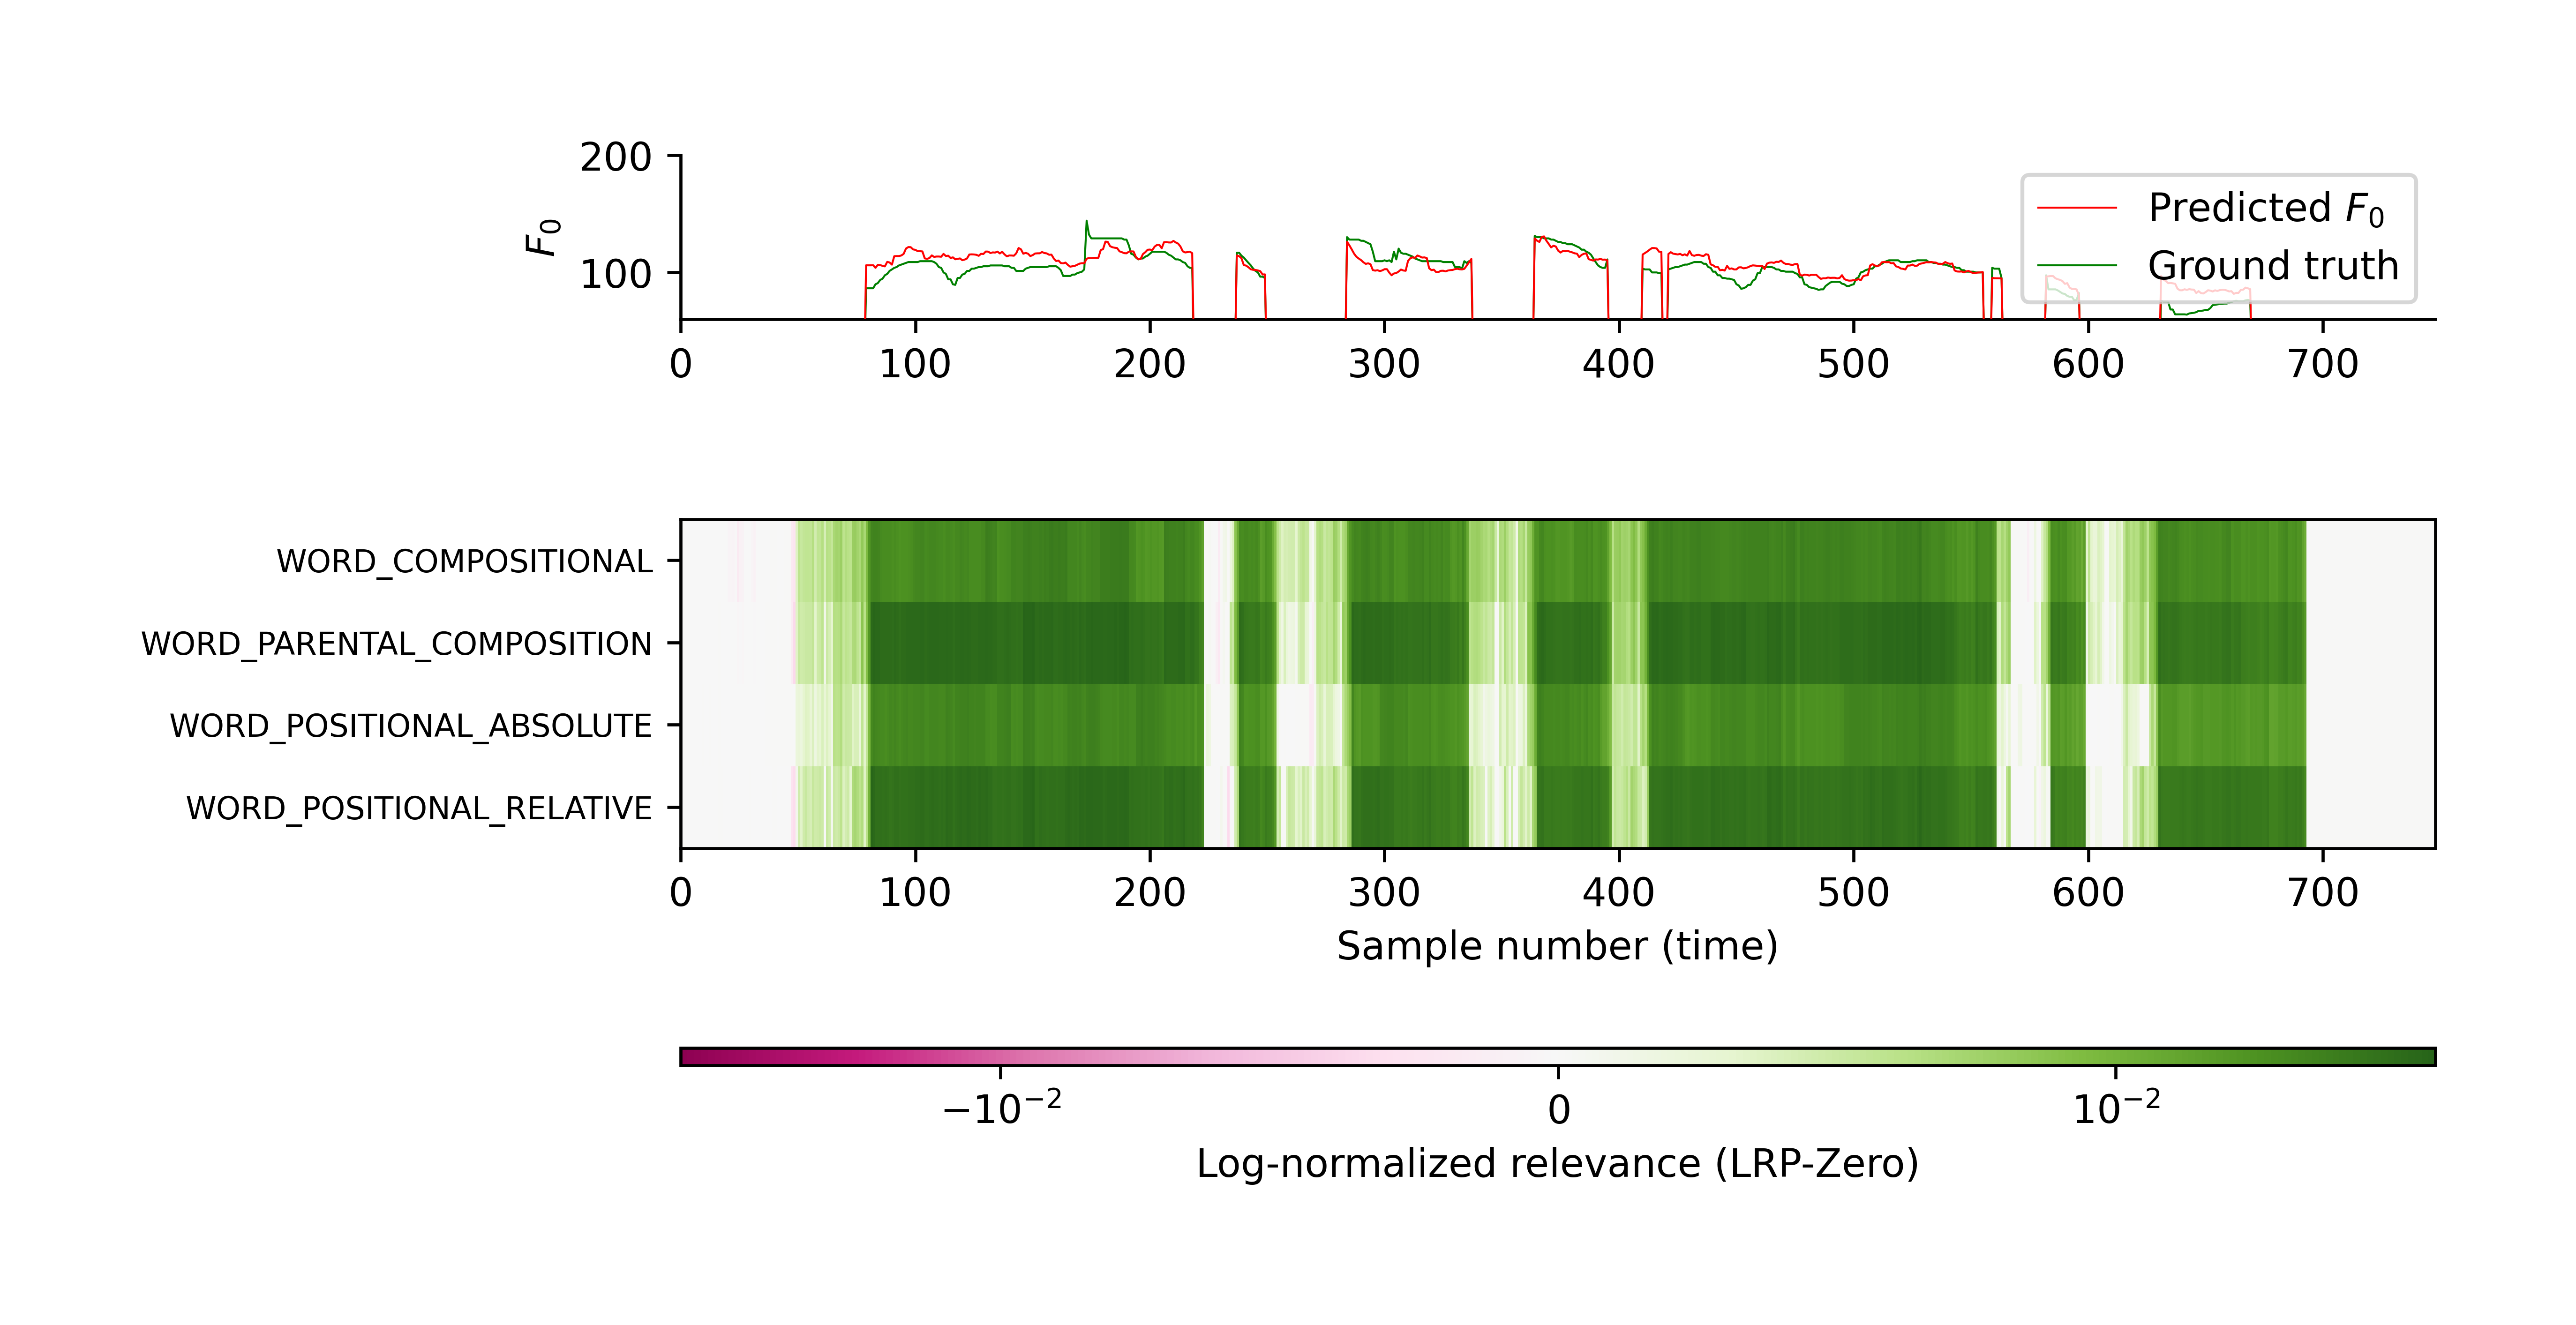 200
100
F₀
Predicted F₀
Ground truth
0 100 200 300 400 500 600 700
WORD_COMPOSITIONAL
WORD_PARENTAL_COMPOSITION
WORD_POSITIONAL_ABSOLUTE
WORD_POSITIONAL_RELATIVE
0 100 200 300 400 500 600 700
Sample number (time)
−10⁻² 0 10⁻²
Log-normalized relevance (LRP-Zero)